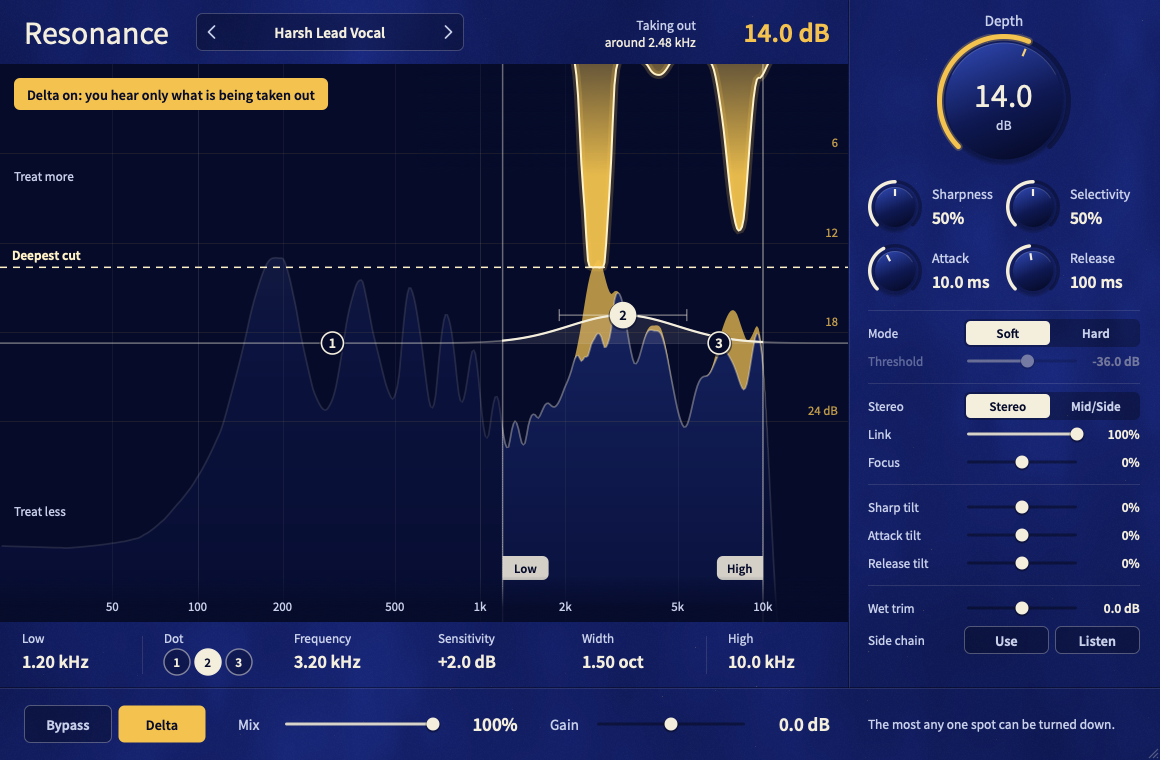 Resonance
Harsh Lead Vocal
Taking out
around 2.48 kHz
14.0 dB
Delta on: you hear only what is being taken out
Treat more
Deepest cut
Treat less
6
12
18
24 dB
1
2
3
Low
High
50
100
200
500
1k
2k
5k
10k
Low
1.20 kHz
Dot
1 2 3
Frequency
3.20 kHz
Sensitivity
+2.0 dB
Width
1.50 oct
High
10.0 kHz
Bypass
Delta
Mix
100%
Gain
0.0 dB
Depth
14.0
dB
Sharpness
50%
Selectivity
50%
Attack
10.0 ms
Release
100 ms
Mode
Soft
Hard
Threshold
-36.0 dB
Stereo
Stereo
Mid/Side
Link
100%
Focus
0%
Sharp tilt
0%
Attack tilt
0%
Release tilt
0%
Wet trim
0.0 dB
Side chain
Use
Listen
The most any one spot can be turned down.